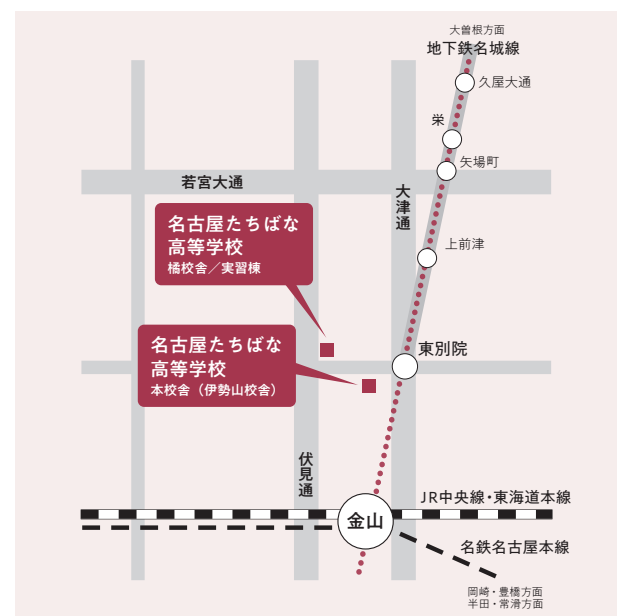 大曽根方面
地下鉄名城線
久屋大通
栄
矢場町
若宮大通
大津通
名古屋たちばな
高等学校
橘校舎／実習棟
上前津
名古屋たちばな
高等学校
本校舎（伊勢山校舎）
東別院
伏見通
JR中央線・東海道本線
金山
名鉄名古屋本線
岡崎・豊橋方面
半田・常滑方面